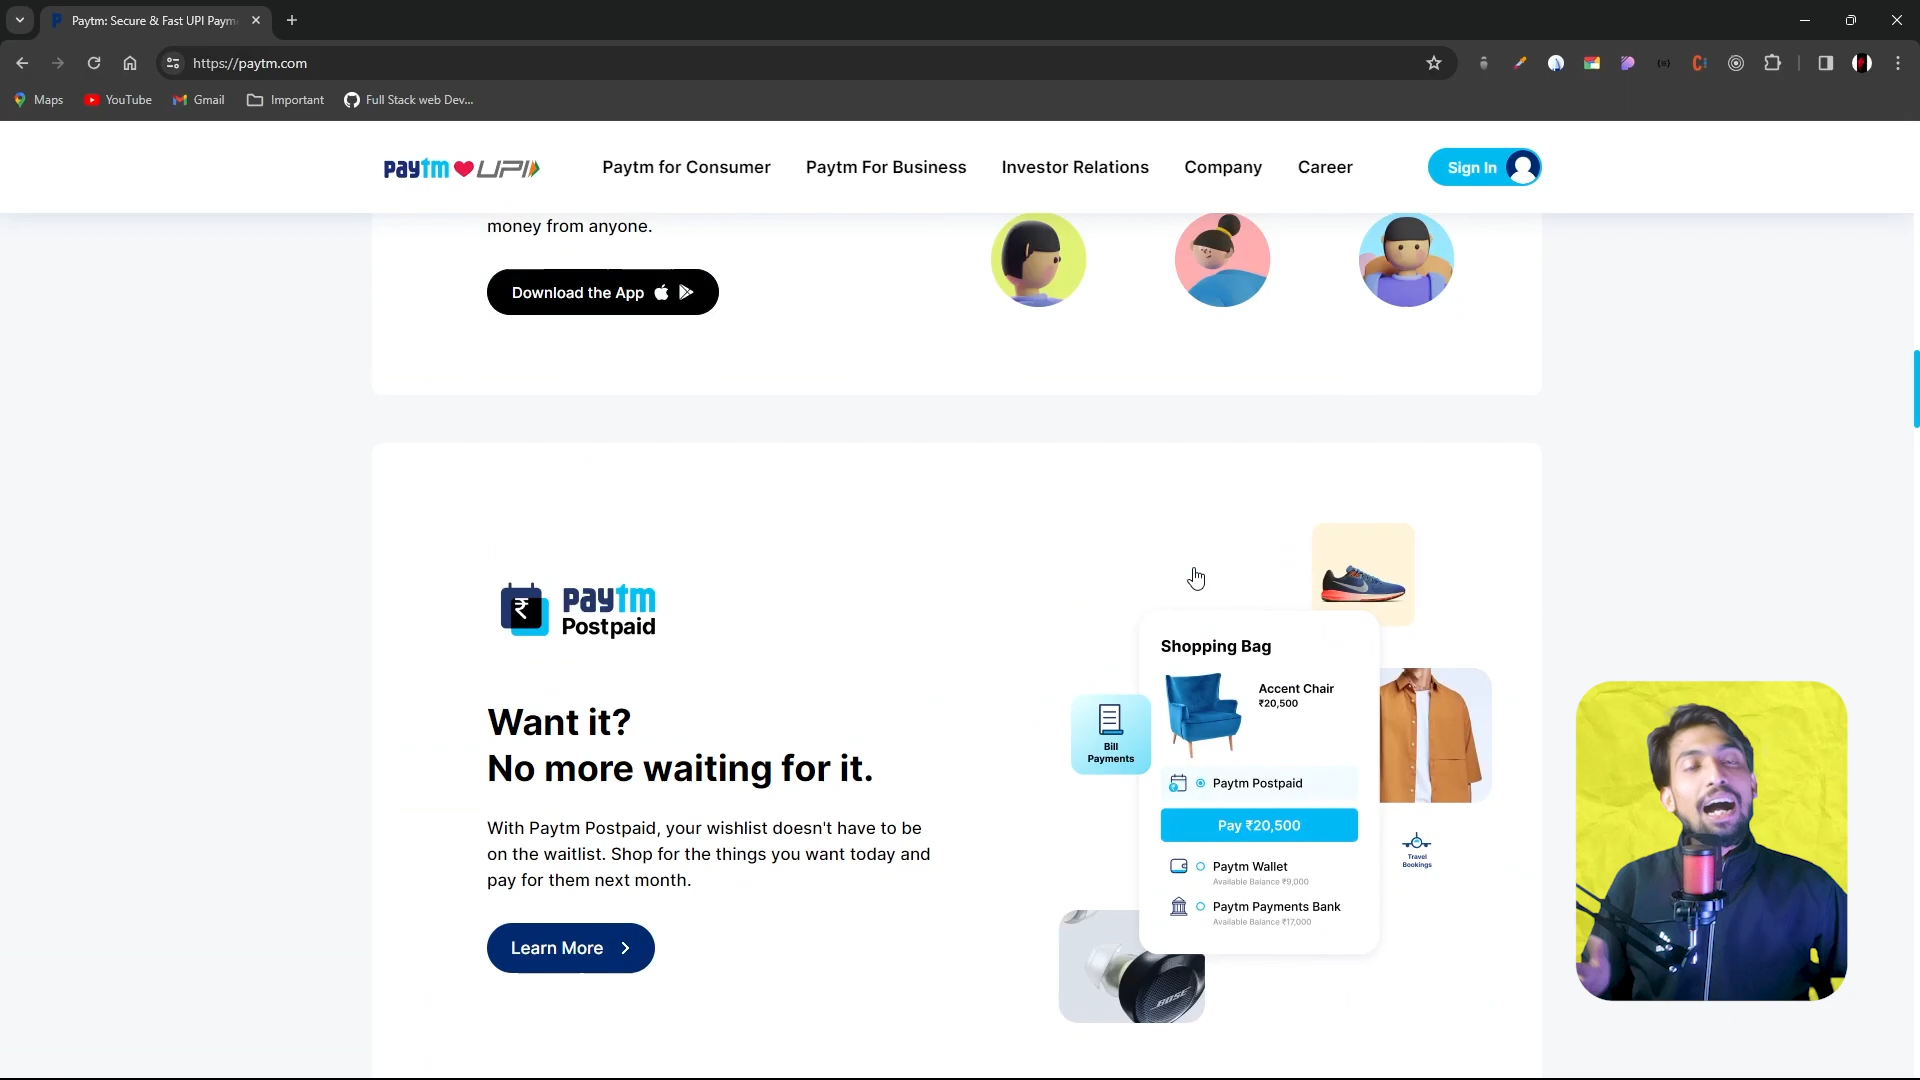 Paytm: Secure & Fast UPI Paym
https://paytm.com
Maps
YouTube
Gmail
Important
Full Stack web Dev...
paytm UPI
Paytm for Consumer
Paytm For Business
Investor Relations
Company
Career
Sign In
money from anyone.
Download the App
paytm
Postpaid
Want it?
No more waiting for it.
With Paytm Postpaid, your wishlist doesn't have to be
on the waitlist. Shop for the things you want today and
pay for them next month.
Learn More
Shopping Bag
Accent Chair
₹20,500
Bill
Payments
Paytm Postpaid
Pay ₹20,500
Paytm Wallet
Available Balance ₹9,000
Paytm Payments Bank
Available Balance ₹17,000
Travel
Bookings
BOSE